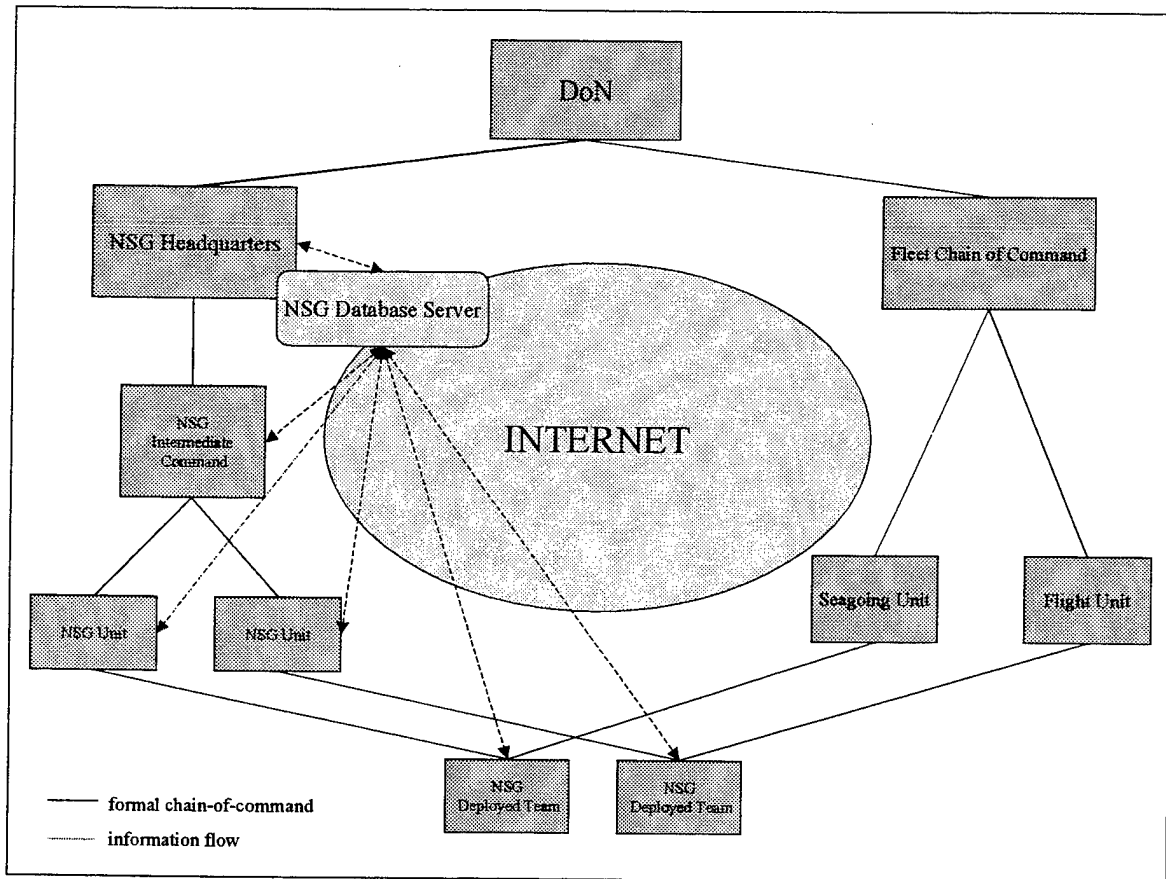 DoN
NSG Headquarters
Fleet Chain of Command
NSG Database Server
NSG
Intermediate
Command
INTERNET
Seagoing Unit
Flight Unit
NSG Unit
NSG Unit
NSG
Deployed Team
NSG
Deployed Team
formal chain-of-command
information flow